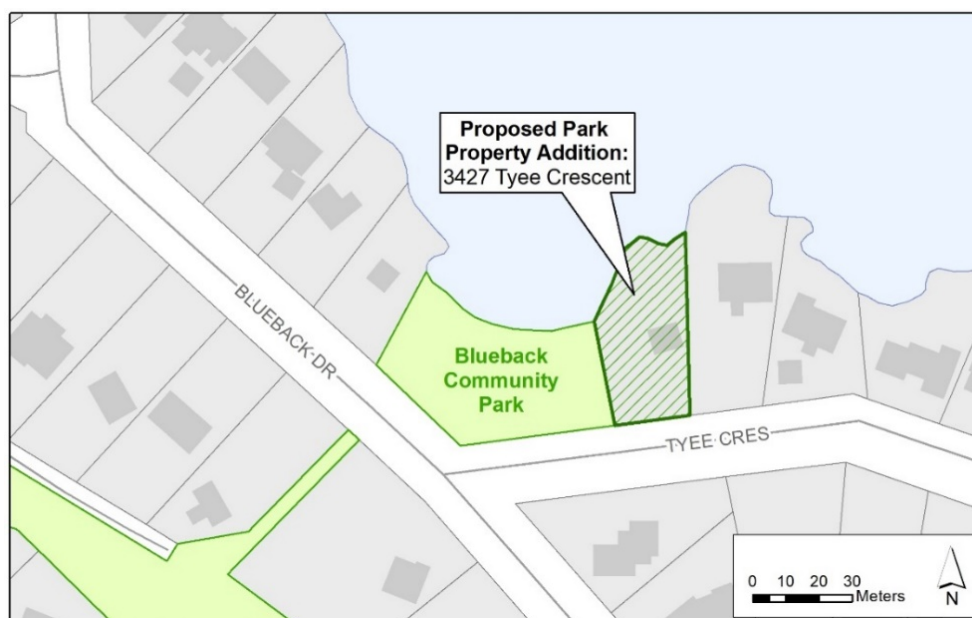 Proposed Park
Property Addition:
3427 Tyee Crescent
BLUEBACK DR
Blueback
Community
Park
TYEE CRES
0 10 20 30
Meters
N